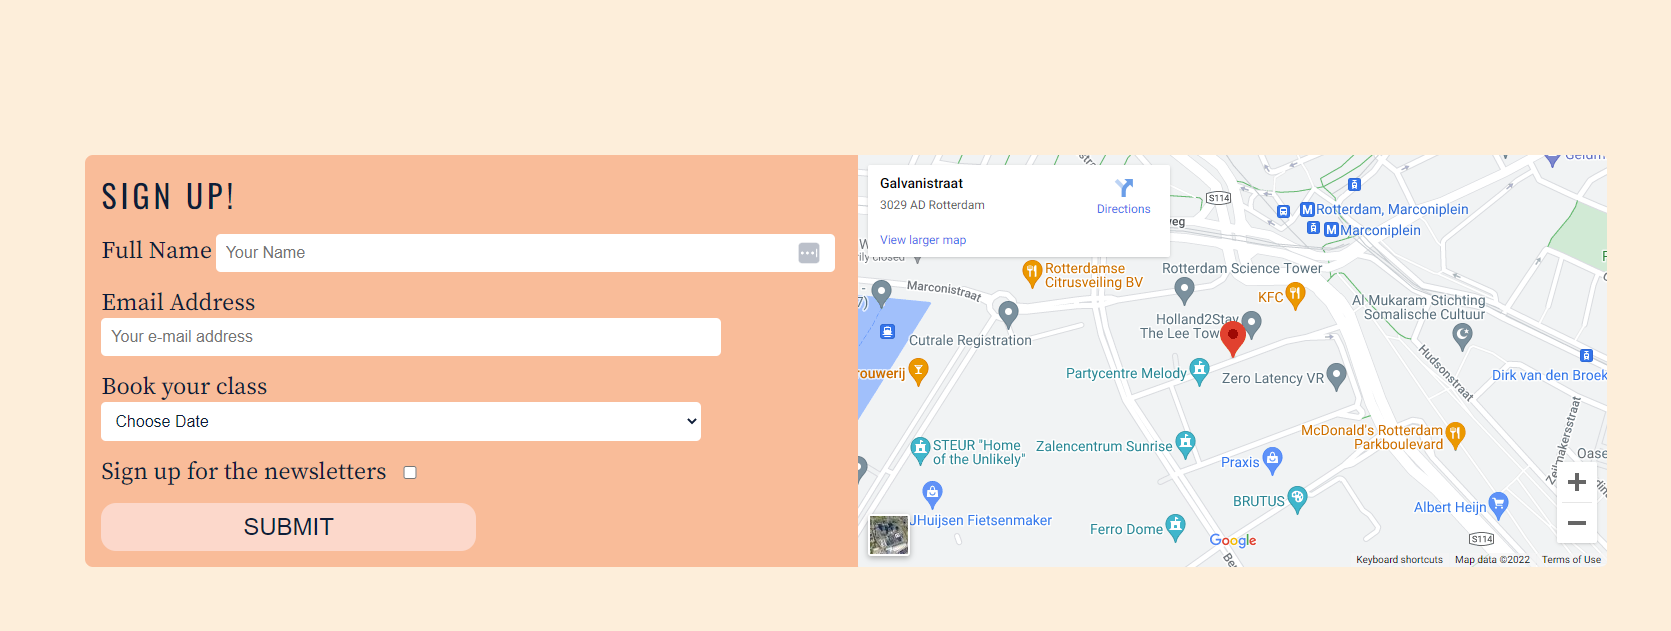 SIGN UP!
Full Name
Your Name
Email Address
Your e-mail address
Book your class
Choose Date
Sign up for the newsletters
SUBMIT
Galvanistraat
3029 AD Rotterdam
Directions
View larger map
S114
Rotterdam, Marconiplein
Marconiplein
Rotterdamse
Citrusveiling BV
Rotterdam Science Tower
KFC
Al Mukaram Stichting
Somalische Cultuur
Marconistraat
Holland2Stay
The Lee Tow
Cutrale Registration
Hudsonstraat
Partycentre Melody
Zero Latency VR
Dirk van den Broek
ouwerij
McDonald's Rotterdam
Parkboulevard
STEUR "Home
of the Unlikely"
Zalencentrum Sunrise
Praxis
Zeilmakersstraat
BRUTUS
Albert Heijn
JHuijsen Fietsenmaker
Ferro Dome
Google
S114
Keyboard shortcuts
Map data ©2022
Terms of Use